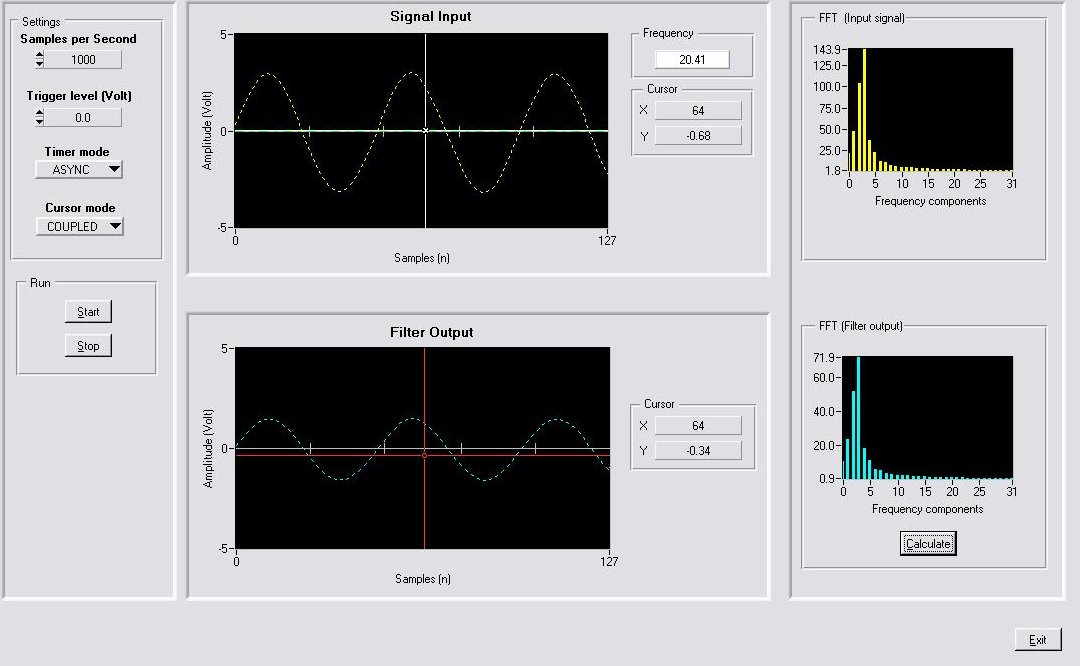 Settings
Samples per Second
1000
Trigger level (Volt)
0.0
Timer mode
ASYNC
Cursor mode
COUPLED
Run
Start
Stop
Signal Input
5
0
-5
Amplitude (Volt)
0
127
Samples (n)
Frequency
20.41
Cursor
X
64
Y
-0.68
Filter Output
5
0
-5
Amplitude (Volt)
0
127
Samples (n)
Cursor
X
64
Y
-0.34
FFT (Input signal)
143.9
125.0
100.0
75.0
50.0
25.0
1.8
0 5 10 15 20 25 31
Frequency components
FFT (Filter output)
71.9
60.0
40.0
20.0
0.9
0 5 10 15 20 25 31
Frequency components
Calculate
Exit